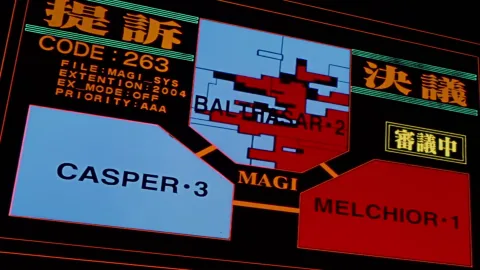 提訴
決議
CODE:263
FILE:MAGI_SYS
EXTENTION:2004
EX_MODE:OFF
PRIORITY:AAA
BALTHASAR・2
審議中
CASPER・3
MAGI
MELCHIOR・1